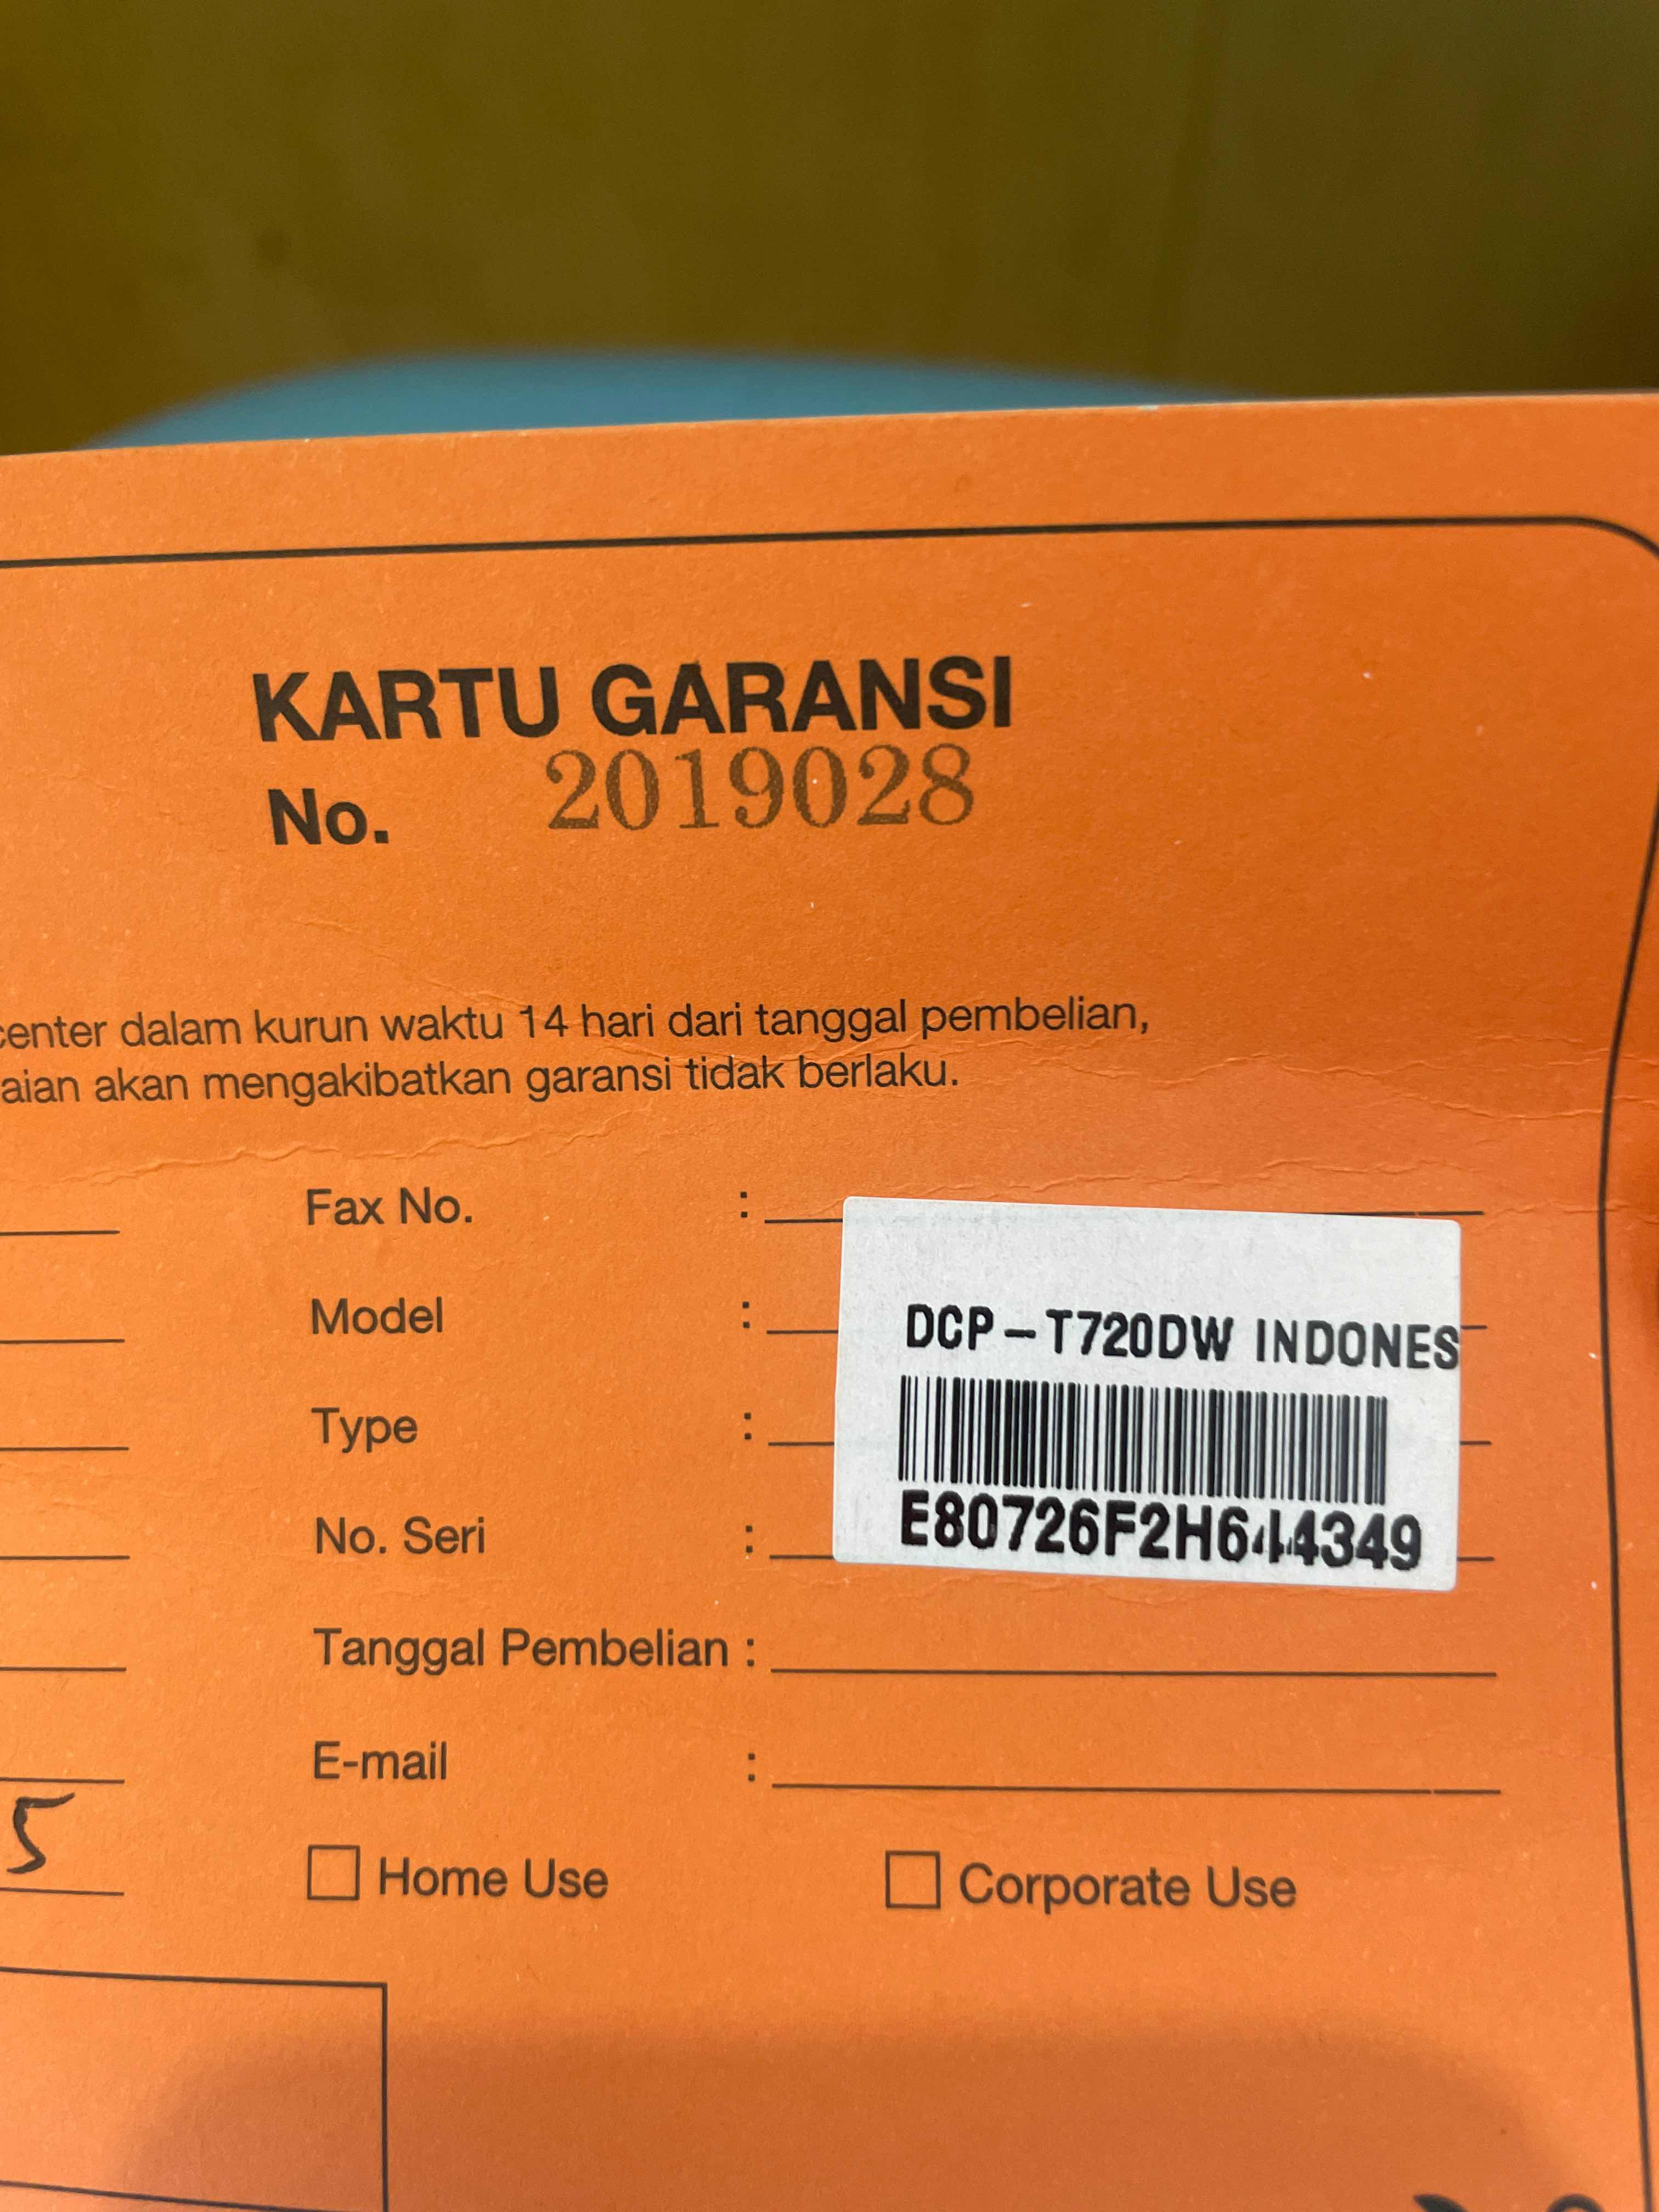 KARTU GARANSI
No. 2019028
center dalam kurun waktu 14 hari dari tanggal pembelian,
aian akan mengakibatkan garansi tidak berlaku.
Fax No. :
Model :
DCP-T720DW INDONES
Type :
No. Seri :
Tanggal Pembelian :
E-mail :
5
Home Use
Corporate Use